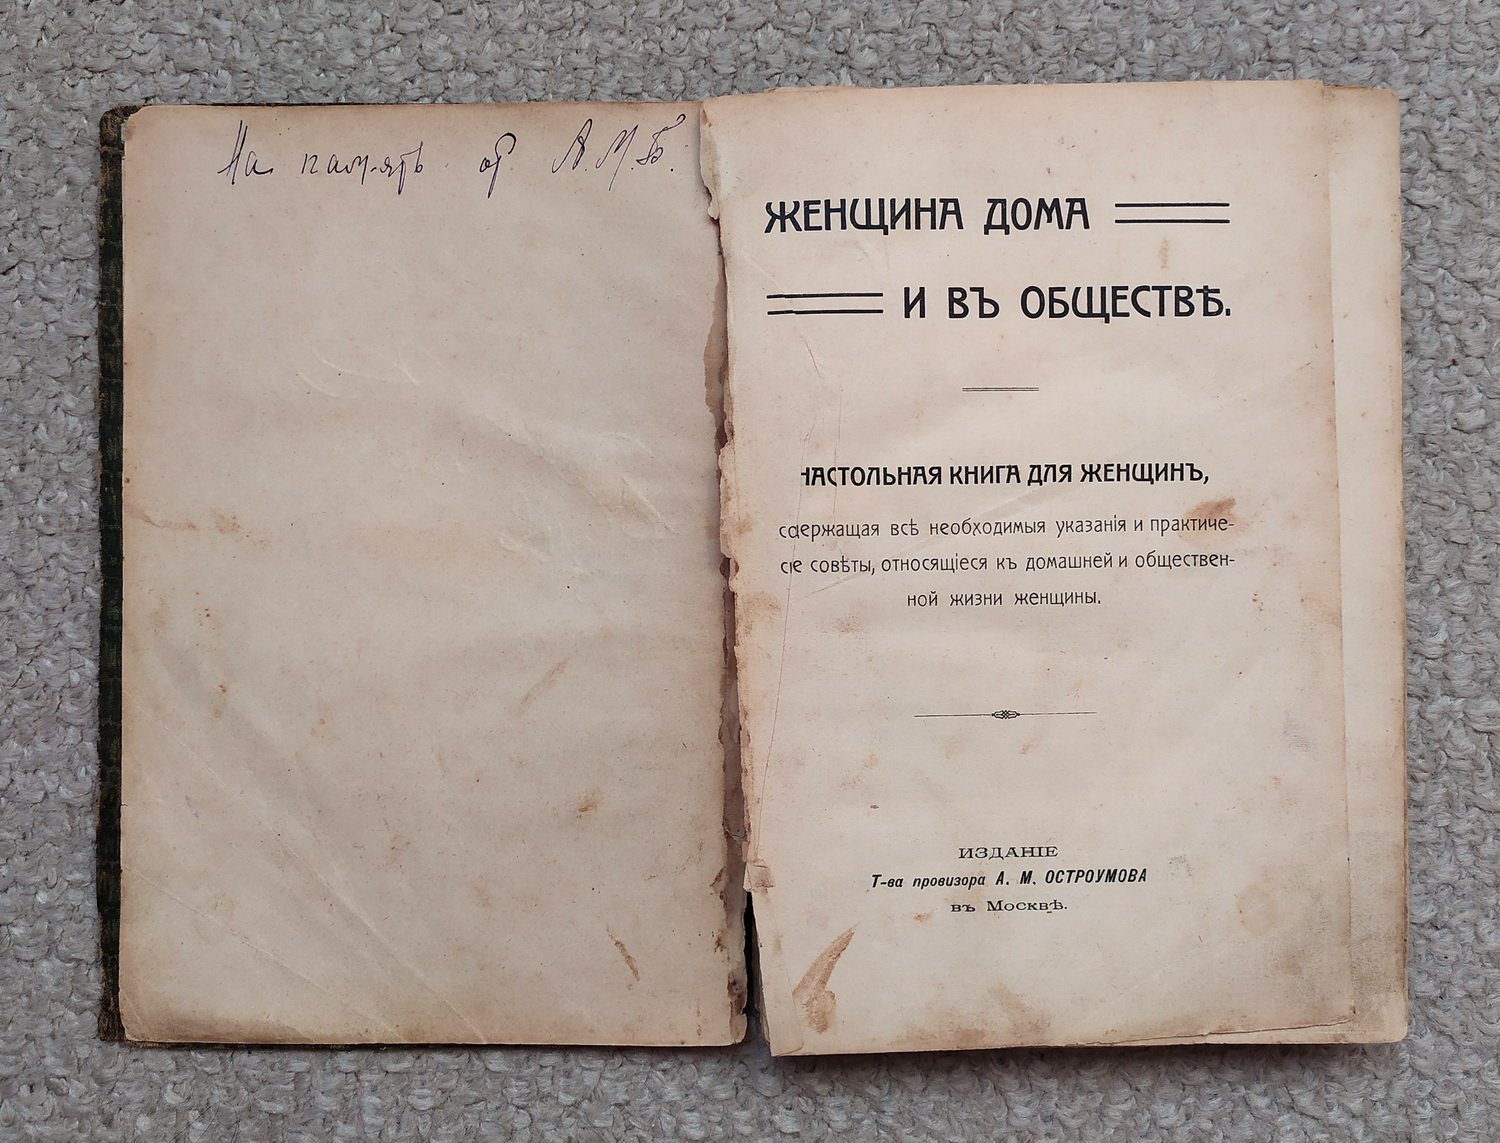 На память от А.М.Б.
ЖЕНЩИНА ДОМА
И ВЪ ОБЩЕСТВѢ.
НАСТОЛЬНАЯ КНИГА ДЛЯ ЖЕНЩИНЪ,
содержащая всѣ необходимыя указанія и практиче-
скіе совѣты, относящіеся къ домашней и обществен-
ной жизни женщины.
ИЗДАНІЕ
Т-ва провизора А. М. ОСТРОУМОВА
въ Москвѣ.